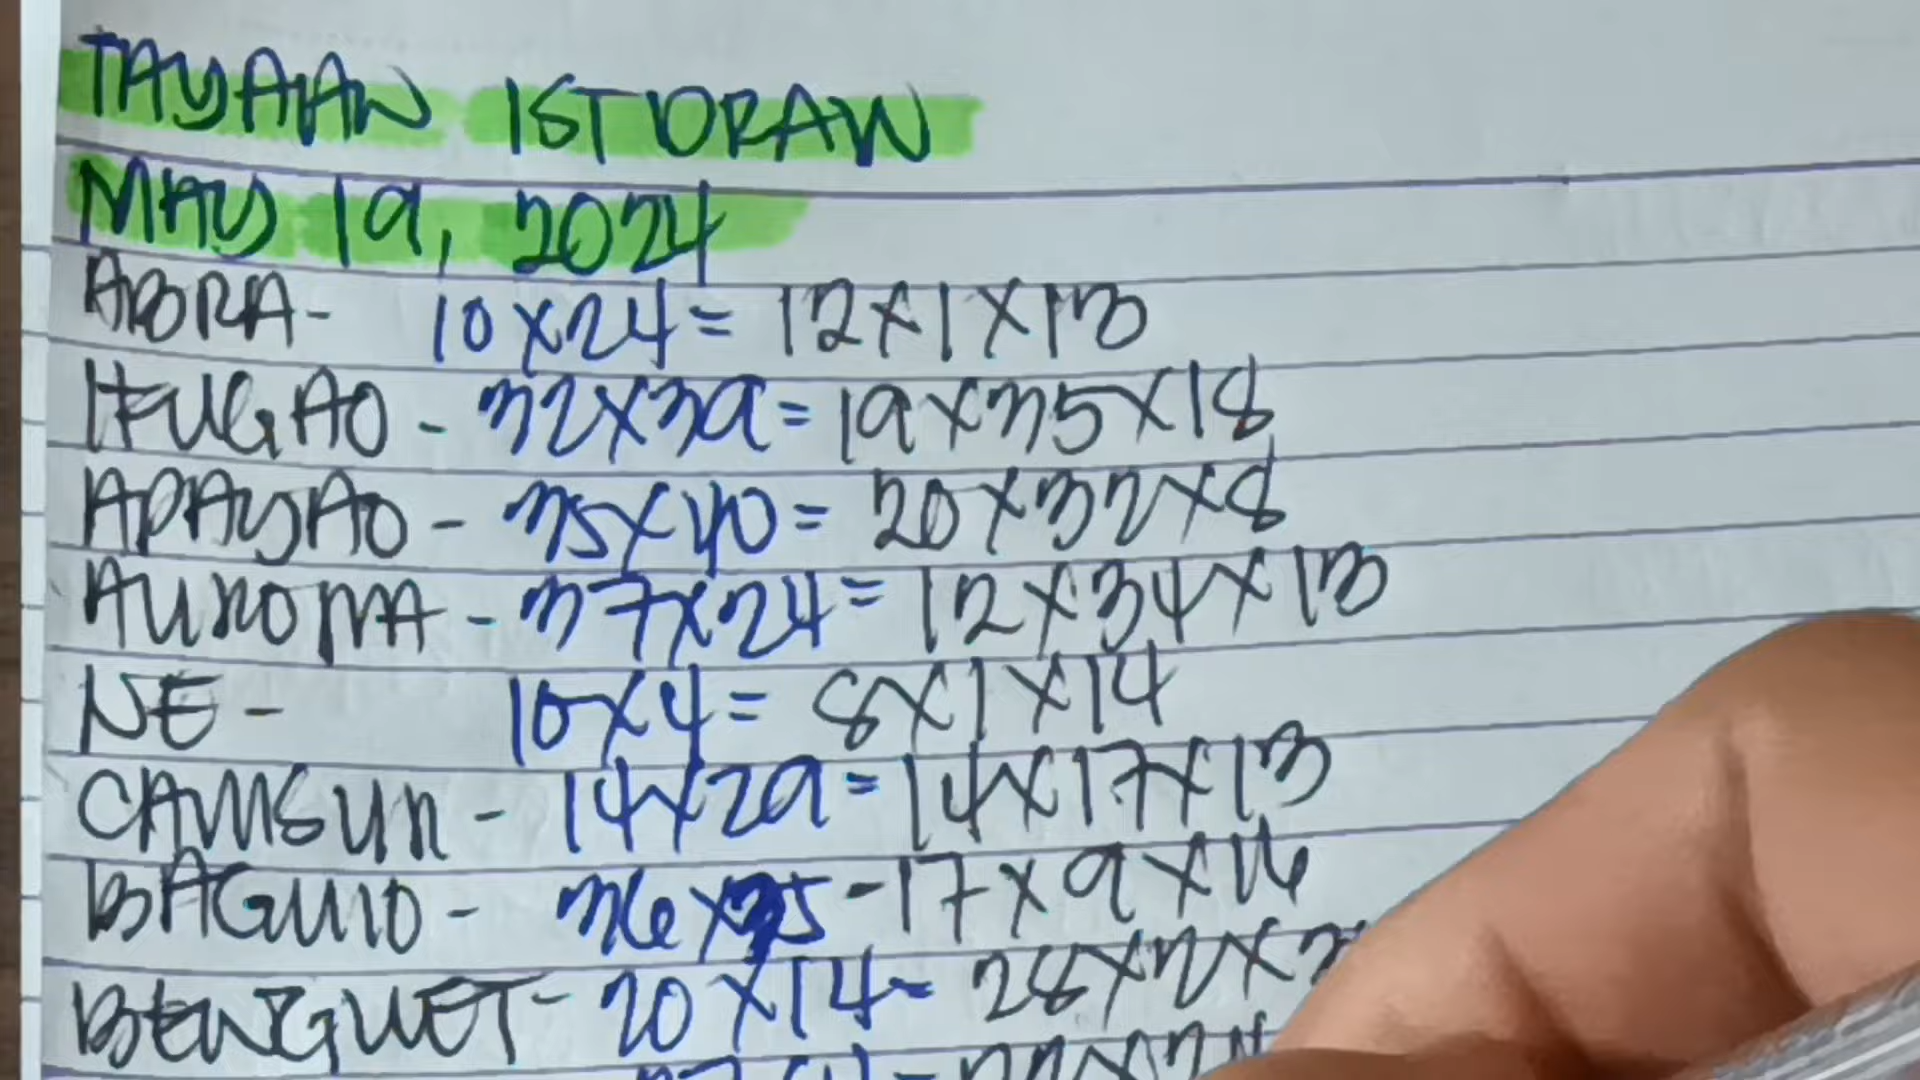 TAYAAN 1ST DRAW
MAY 19, 2024
ABRA- 10x24= 12x1x13
IFUGAO - 32x39= 19x35x18
APAYAO - 35x40= 20x32x8
AURORA - 37x24= 12x34x13
NE - 10x4= 8x1x14
CAMSUR - 14x29= 14x17x13
BAGUIO - 36x35 -17x9x16
BENGUET- 20x14- 28x2x